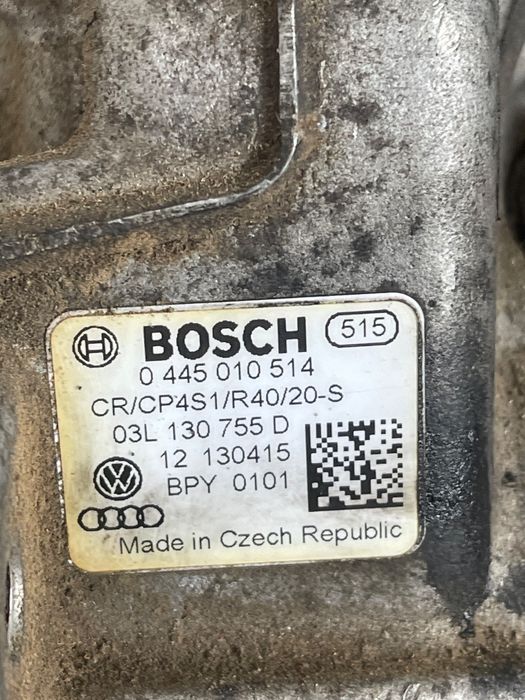 BOSCH 515
0 445 010 514
CR/CP4S1/R40/20-S
03L 130 755 D
12 130415
BPY 0101
Made in Czech Republic